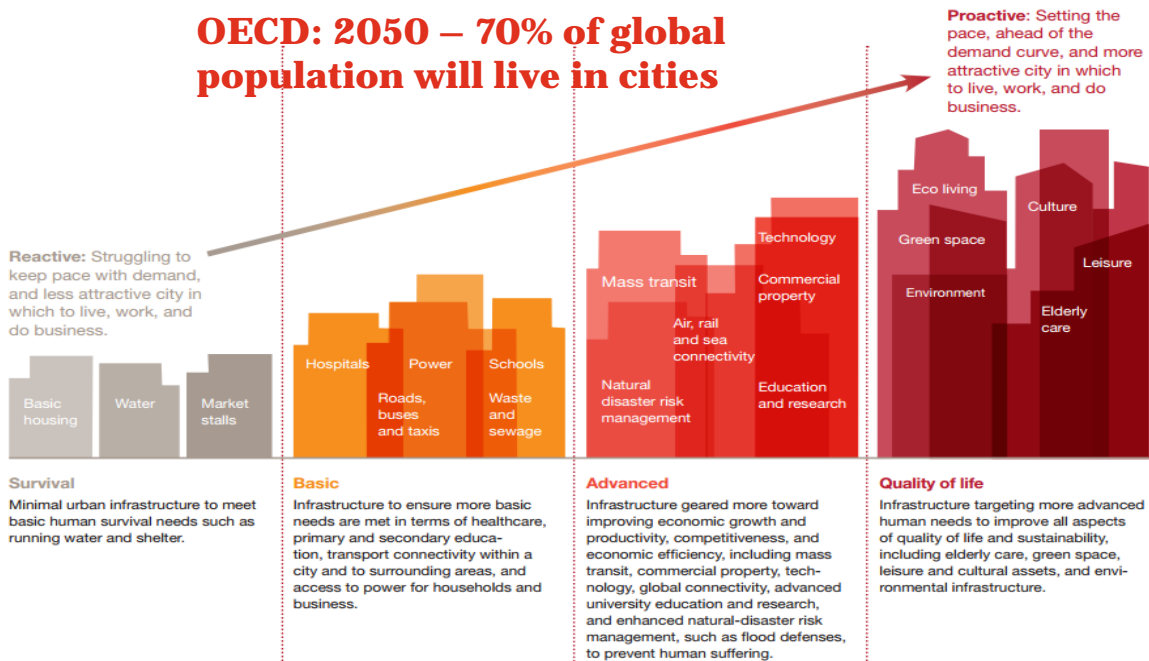 OECD: 2050 – 70% of global
population will live in cities
Proactive: Setting the
pace, ahead of the
demand curve, and more
attractive city in which
to live, work, and do
business.
Reactive: Struggling to
keep pace with demand,
and less attractive city in
which to live, work, and
do business.
Basic
housing
Water
Market
stalls
Hospitals
Power
Schools
Roads,
buses
and taxis
Waste
and
sewage
Mass transit
Technology
Commercial
property
Air, rail
and sea
connectivity
Natural
disaster risk
management
Education
and research
Eco living
Culture
Green space
Leisure
Environment
Elderly
care
Survival
Minimal urban infrastructure to meet
basic human survival needs such as
running water and shelter.
Basic
Infrastructure to ensure more basic
needs are met in terms of healthcare,
primary and secondary educa-
tion, transport connectivity within a
city and to surrounding areas, and
access to power for households and
business.
Advanced
Infrastructure geared more toward
improving economic growth and
productivity, competitiveness, and
economic efficiency, including mass
transit, commercial property, tech-
nology, global connectivity, advanced
university education and research,
and enhanced natural-disaster risk
management, such as flood defenses,
to prevent human suffering.
Quality of life
Infrastructure targeting more advanced
human needs to improve all aspects
of quality of life and sustainability,
including elderly care, green space,
leisure and cultural assets, and envi-
ronmental infrastructure.